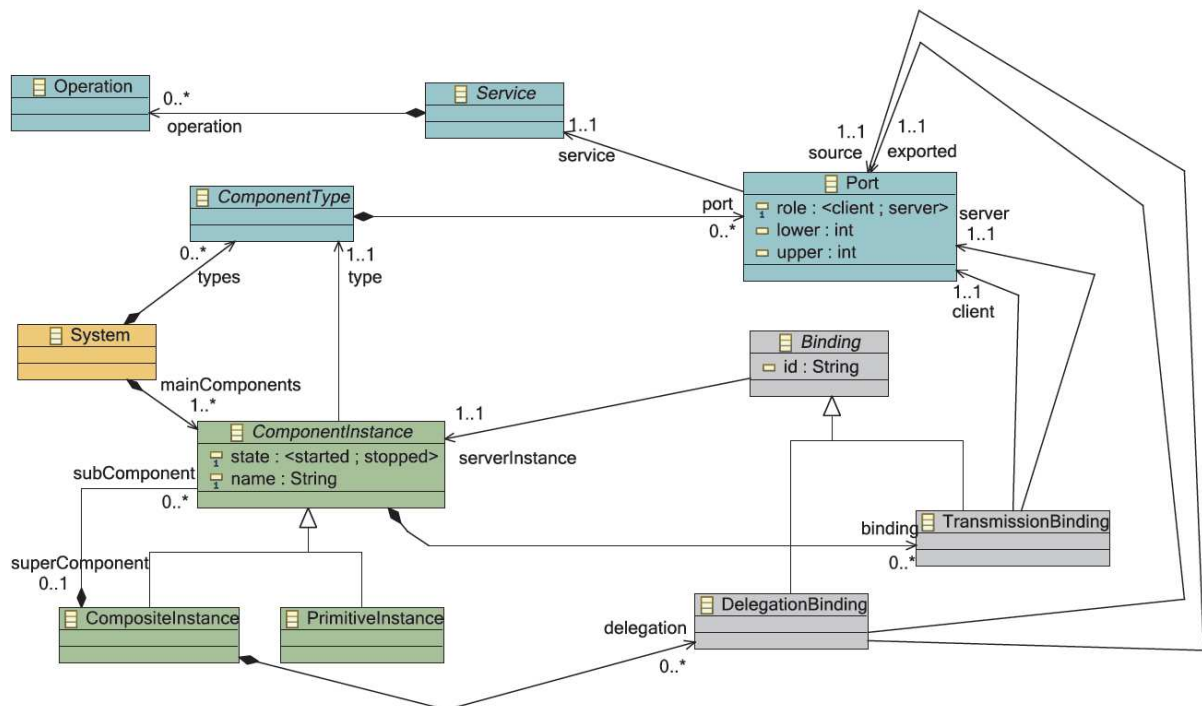 Operation
0..*
operation
Service
1..1
service
1..1
source
1..1
exported
Port
role : <client ; server>
lower : int
upper : int
port
0..*
server
1..1
1..1
client
ComponentType
0..*
types
1..1
type
System
mainComponents
1..*
Binding
id : String
1..1
serverInstance
ComponentInstance
state : <started ; stopped>
name : String
subComponent
0..*
superComponent
0..1
binding
0..*
TransmissionBinding
CompositeInstance
PrimitiveInstance
DelegationBinding
delegation
0..*